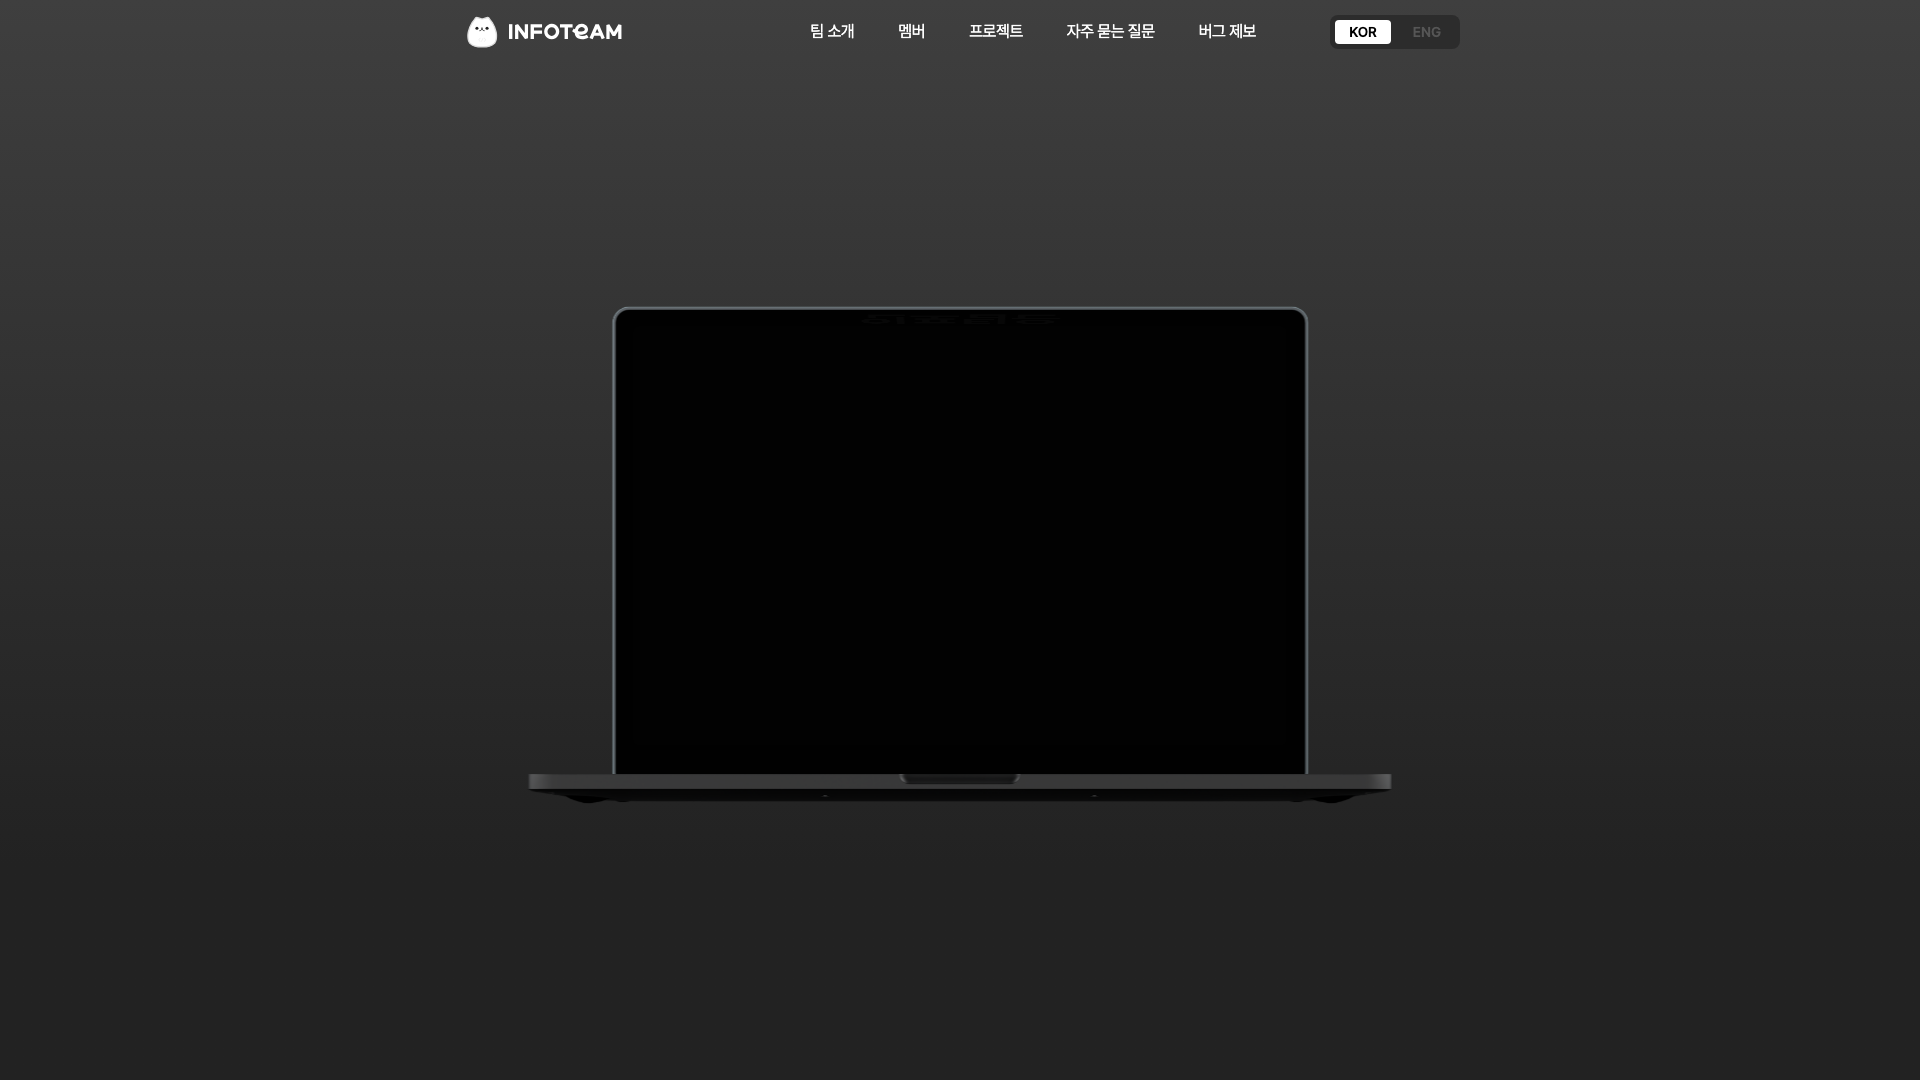 INFOTEAM
팀 소개
멤버
프로젝트
자주 묻는 질문
버그 제보
KOR
ENG